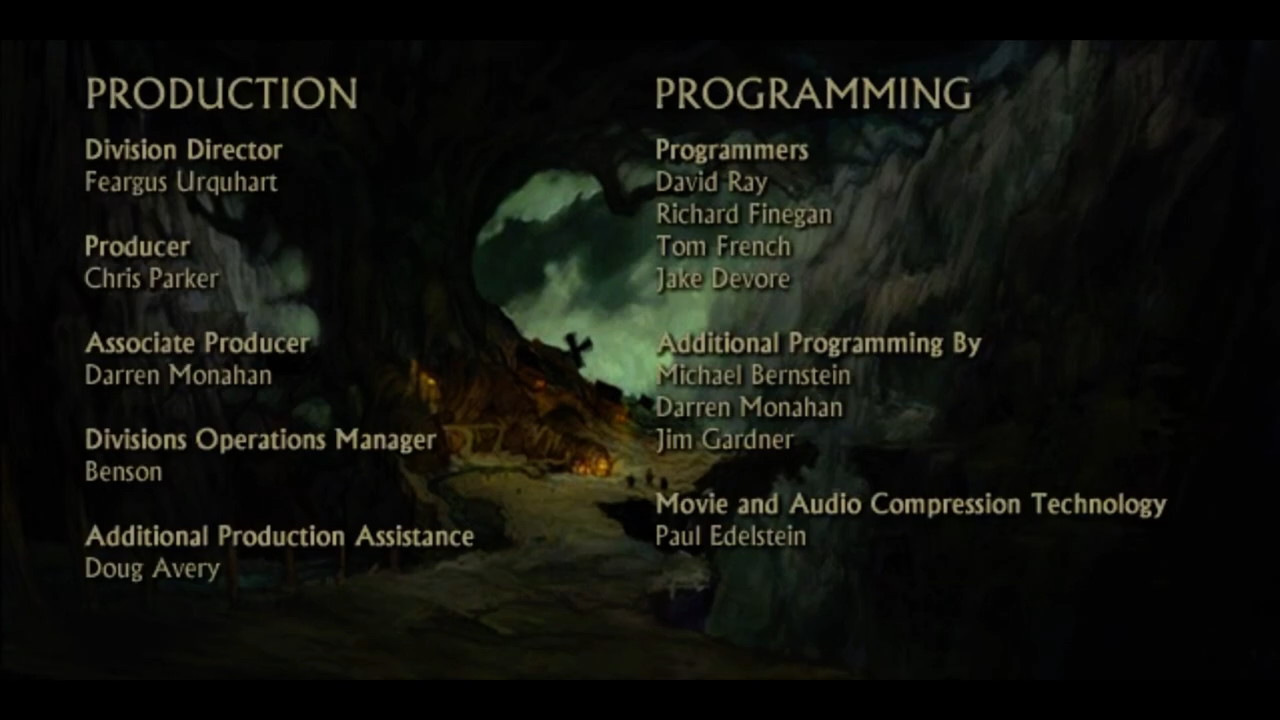 PRODUCTION
Division Director
Feargus Urquhart
Producer
Chris Parker
Associate Producer
Darren Monahan
Divisions Operations Manager
Benson
Additional Production Assistance
Doug Avery
PROGRAMMING
Programmers
David Ray
Richard Finegan
Tom French
Jake Devore
Additional Programming By
Michael Bernstein
Darren Monahan
Jim Gardner
Movie and Audio Compression Technology
Paul Edelstein